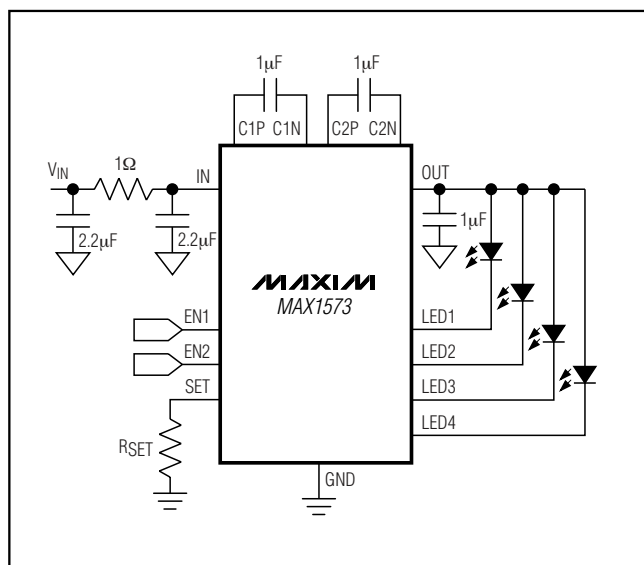 1μF 1μF
C1P C1N C2P C2N
VIN 1Ω IN OUT
2.2μF 2.2μF 1μF
MAXIM
MAX1573
EN1 LED1
EN2 LED2
SET LED3
LED4
RSET
GND